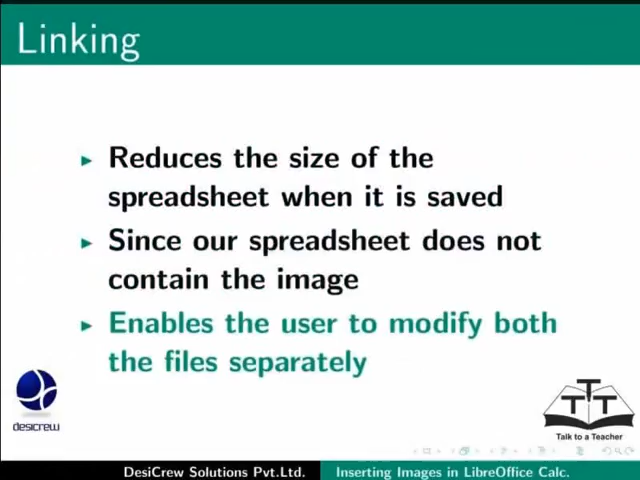 Linking
Reduces the size of the
spreadsheet when it is saved
Since our spreadsheet does not
contain the image
Enables the user to modify both
the files separately
desicrew
TTT
Talk to a Teacher
DesiCrew Solutions Pvt.Ltd. Inserting Images in LibreOffice Calc.